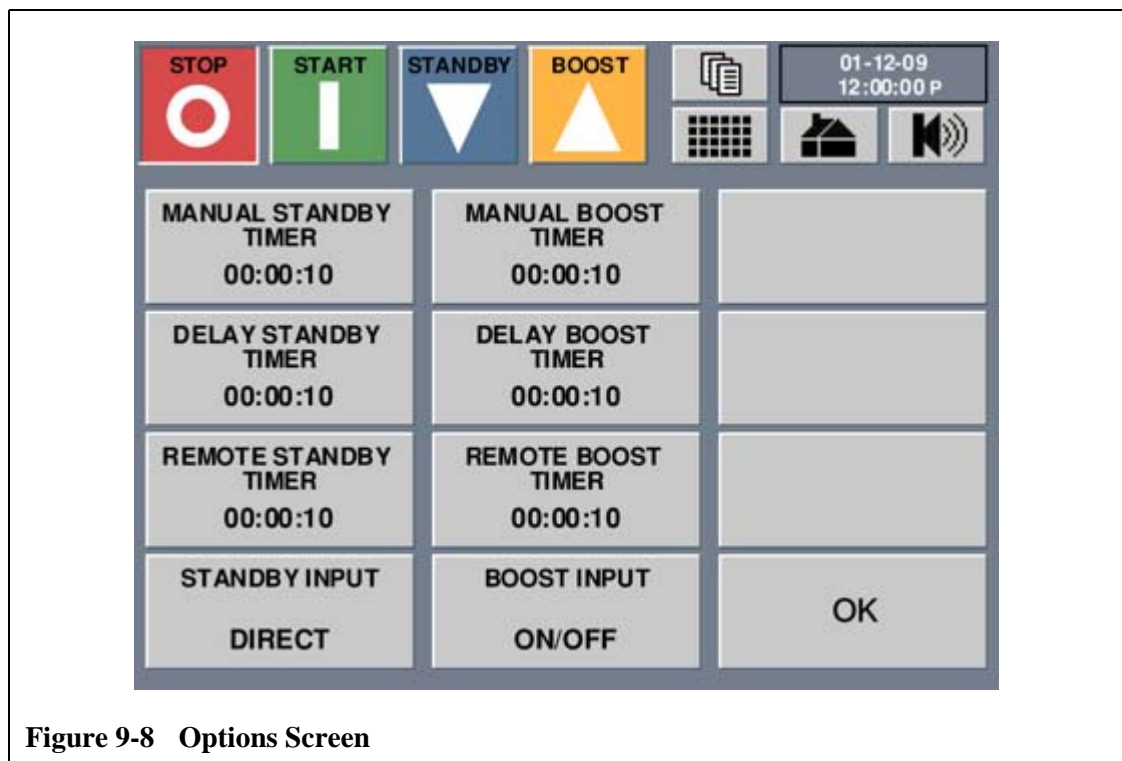 STOP START STANDBY BOOST
01-12-09
12:00:00 P
MANUAL STANDBY
TIMER
00:00:10
MANUAL BOOST
TIMER
00:00:10
DELAY STANDBY
TIMER
00:00:10
DELAY BOOST
TIMER
00:00:10
REMOTE STANDBY
TIMER
00:00:10
REMOTE BOOST
TIMER
00:00:10
STANDBY INPUT
DIRECT
BOOST INPUT
ON/OFF
OK
Figure 9-8 Options Screen